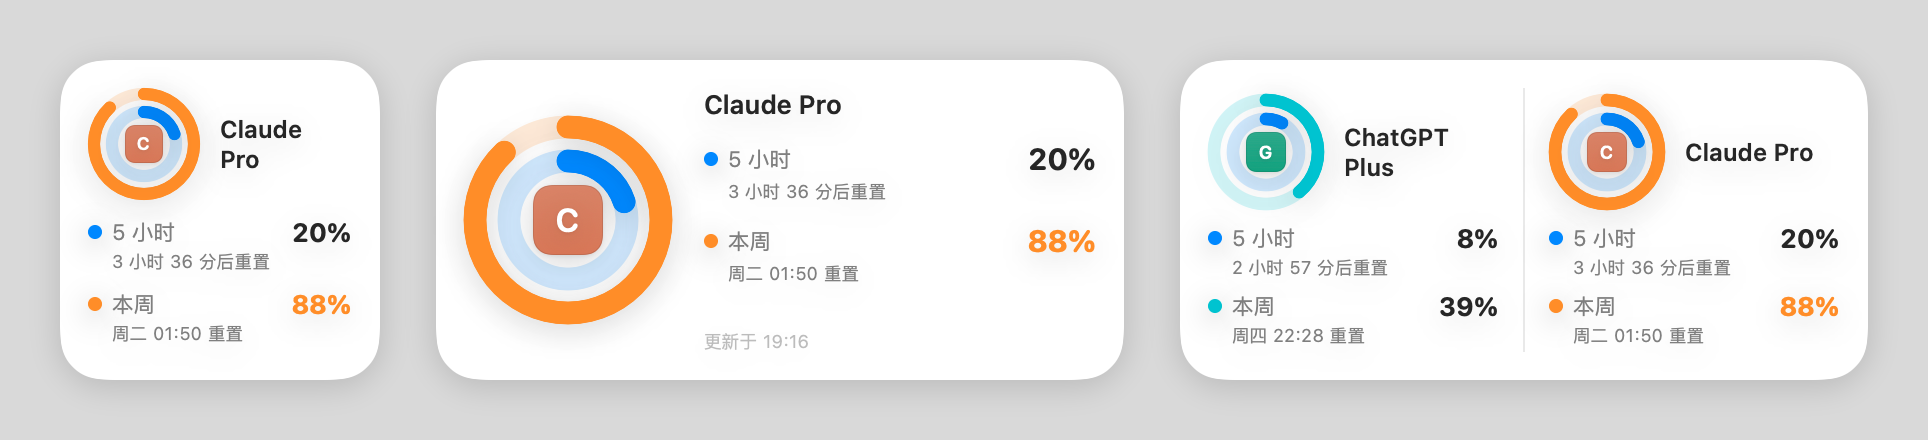 C
Claude
Pro
5 小时
20%
3 小时 36 分后重置
本周
88%
周二 01:50 重置
C
Claude Pro
5 小时
20%
3 小时 36 分后重置
本周
88%
周二 01:50 重置
更新于 19:16
G
ChatGPT
Plus
5 小时
8%
2 小时 57 分后重置
本周
39%
周四 22:28 重置
C
Claude Pro
5 小时
20%
3 小时 36 分后重置
本周
88%
周二 01:50 重置